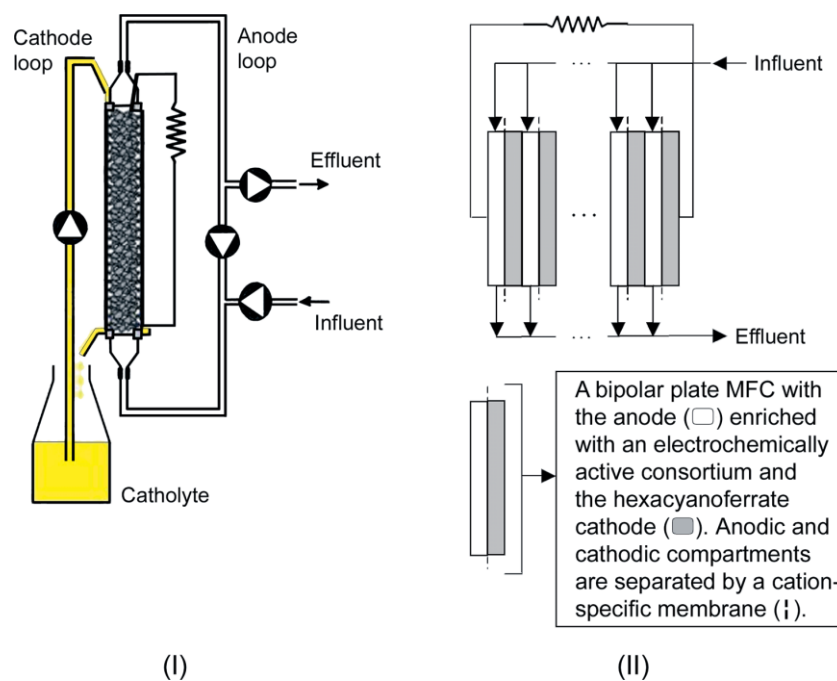 Cathode
loop
Anode
loop
Effluent
Influent
Catholyte
(I)
... 
Influent
...
... Effluent
A bipolar plate MFC with
the anode ( ) enriched
with an electrochemically
active consortium and
the hexacyanoferrate
cathode ( ). Anodic and
cathodic compartments
are separated by a cation-
specific membrane ( ¦ ).
(II)